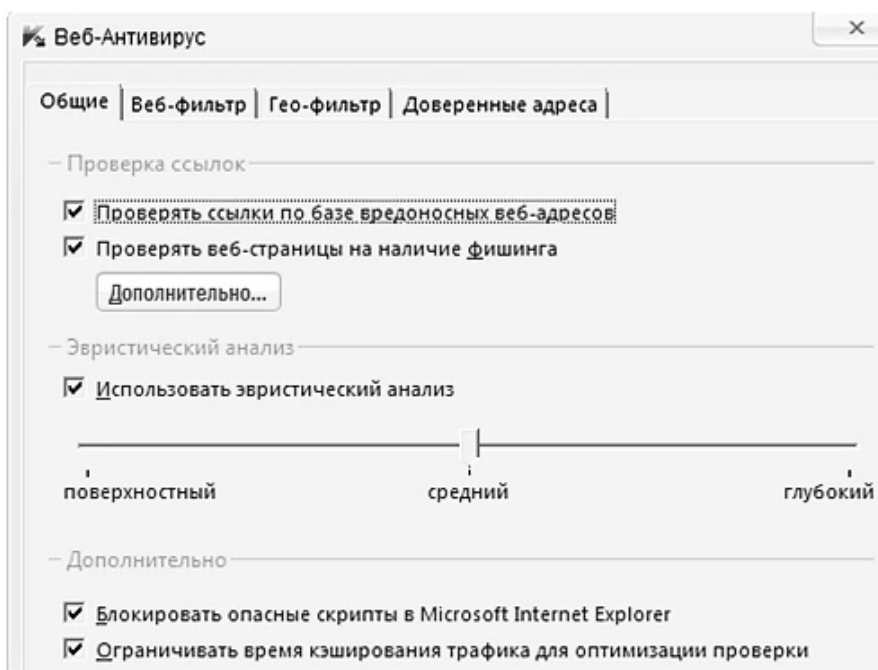 Веб-Антивирус
Общие Веб-фильтр Гео-фильтр Доверенные адреса
Проверка ссылок
Проверять ссылки по базе вредоносных веб-адресов
Проверять веб-страницы на наличие фишинга
Дополнительно...
Эвристический анализ
Использовать эвристический анализ
поверхностный средний глубокий
Дополнительно
Блокировать опасные скрипты в Microsoft Internet Explorer
Ограничивать время кэширования трафика для оптимизации проверки